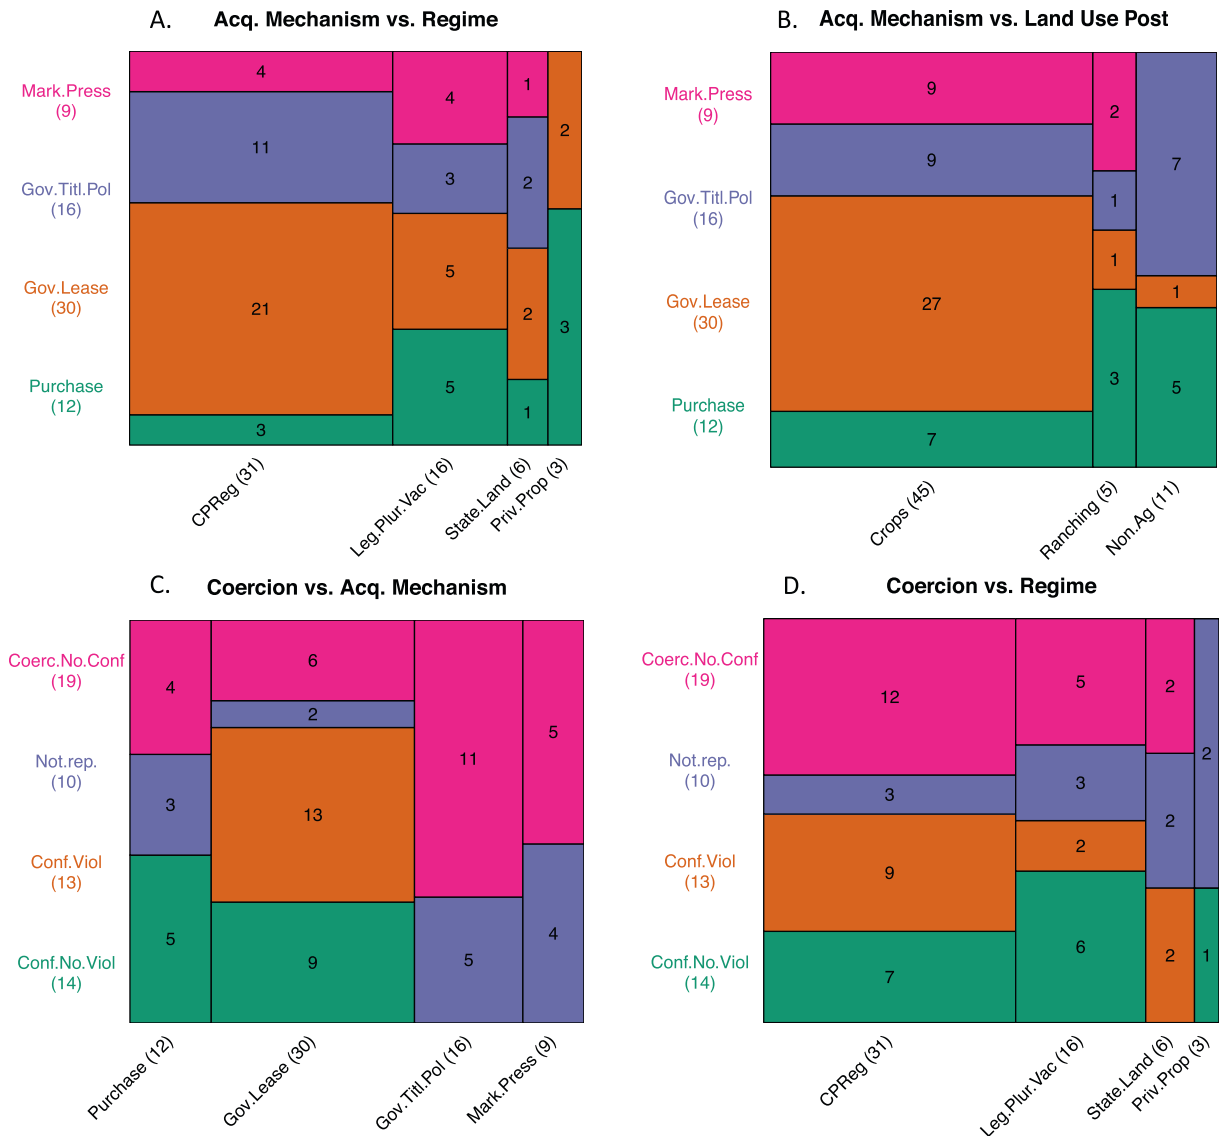 A. Acq. Mechanism vs. Regime
Mark.Press
(9)
Gov.Titl.Pol
(16)
Gov.Lease
(30)
Purchase
(12)
4
11
21
3
4
3
5
5
1
2
2
1
2
3
CPReg (31)
Leg.Plur.Vac (16)
State.Land (6)
Priv.Prop (3)
B. Acq. Mechanism vs. Land Use Post
Mark.Press
(9)
Gov.Titl.Pol
(16)
Gov.Lease
(30)
Purchase
(12)
9
9
27
7
2
1
1
3
7
1
5
Crops (45)
Ranching (5)
Non.Ag (11)
C. Coercion vs. Acq. Mechanism
Coerc.No.Conf
(19)
Not.rep.
(10)
Conf.Viol
(13)
Conf.No.Viol
(14)
4
3
5
6
2
13
9
11
5
5
4
Purchase (12)
Gov.Lease (30)
Gov.Titl.Pol (16)
Mark.Press (9)
D. Coercion vs. Regime
Coerc.No.Conf
(19)
Not.rep.
(10)
Conf.Viol
(13)
Conf.No.Viol
(14)
12
3
9
7
5
3
2
6
2
2
2
2
1
CPReg (31)
Leg.Plur.Vac (16)
State.Land (6)
Priv.Prop (3)